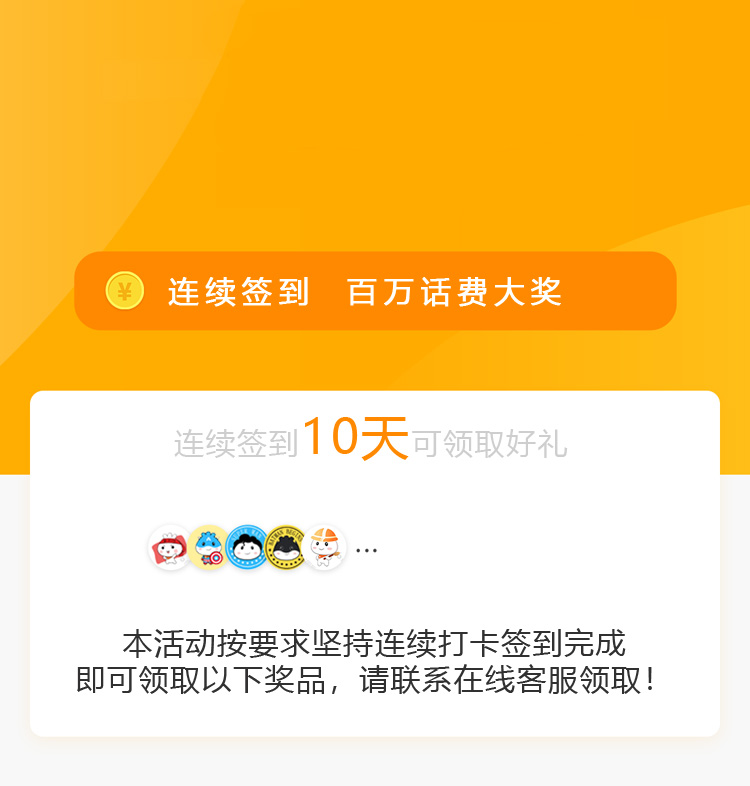 ¥ 连续签到 百万话费大奖
连续签到10天可领取好礼
...
本活动按要求坚持连续打卡签到完成
即可领取以下奖品，请联系在线客服领取！